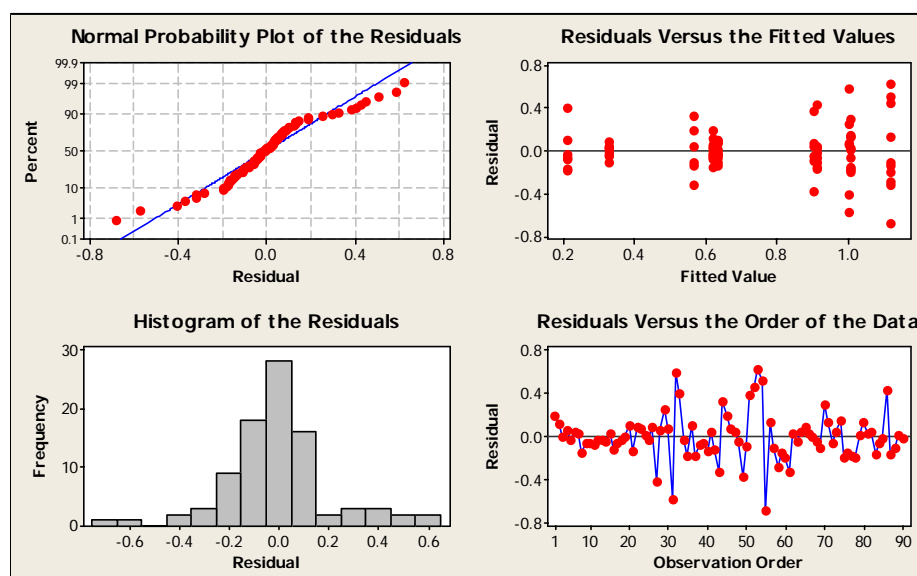 Normal Probability Plot of the Residuals
99.9
99
90
50
10
1
0.1
Percent
-0.8 -0.4 0.0 0.4 0.8
Residual
Residuals Versus the Fitted Values
0.8
0.4
0.0
-0.4
-0.8
Residual
0.2 0.4 0.6 0.8 1.0
Fitted Value
Histogram of the Residuals
30
20
10
0
Frequency
-0.6 -0.4 -0.2 0.0 0.2 0.4 0.6
Residual
Residuals Versus the Order of the Data
0.8
0.4
0.0
-0.4
-0.8
Residual
1 10 20 30 40 50 60 70 80 90
Observation Order